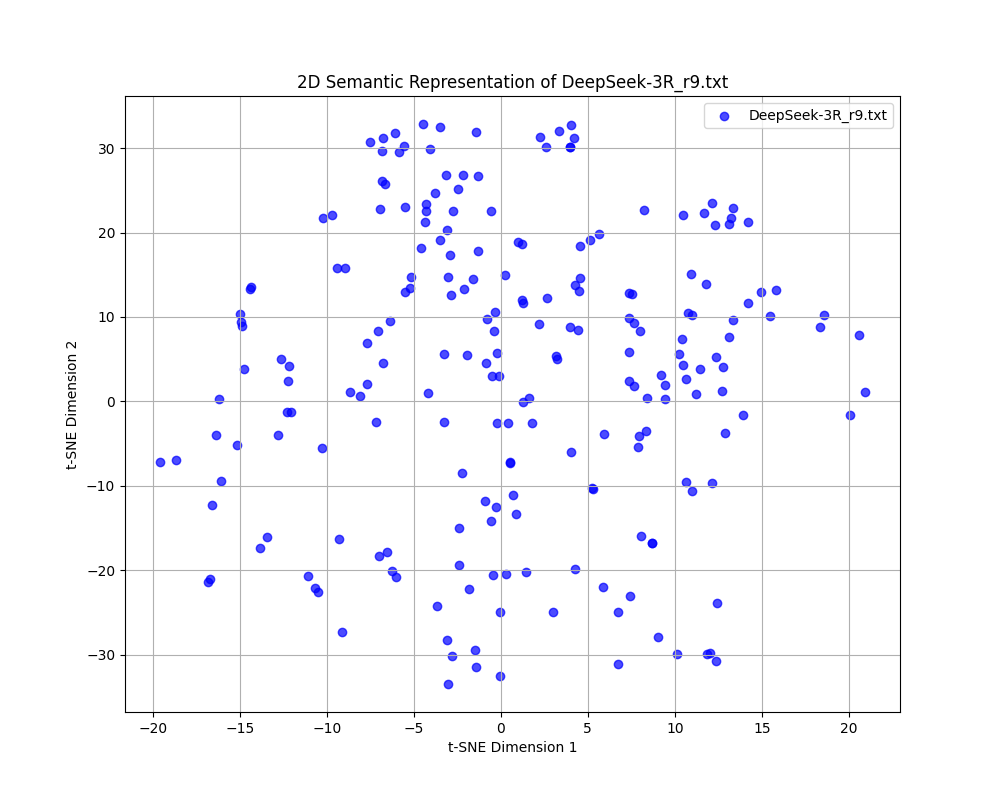 2D Semantic Representation of DeepSeek-3R_r9.txt
DeepSeek-3R_r9.txt
30
20
10
0
−10
−20
−30
t-SNE Dimension 2
−20 −15 −10 −5 0 5 10 15 20
t-SNE Dimension 1